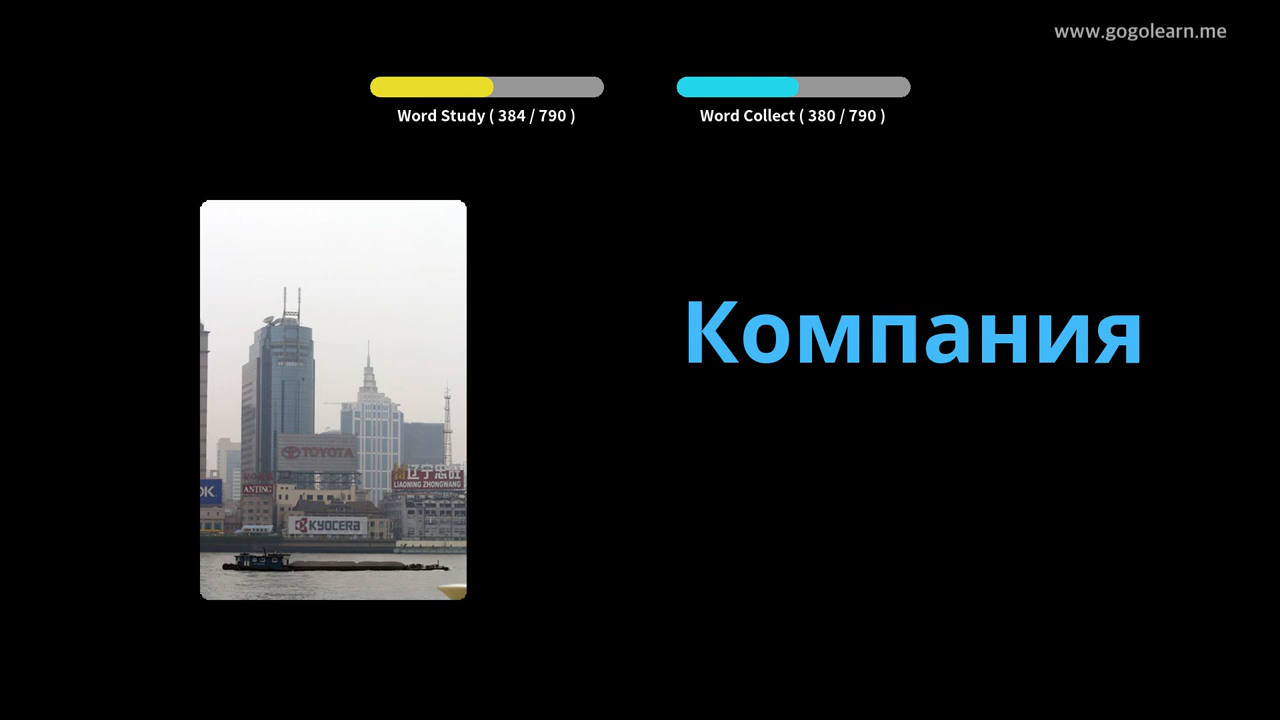 www.gogolearn.me
Word Study ( 384 / 790 )
Word Collect ( 380 / 790 )
Компания
TOYOTA
辽宁忠旺
LIAONING ZHONGWANG
ANTING
OK
KYOCERA